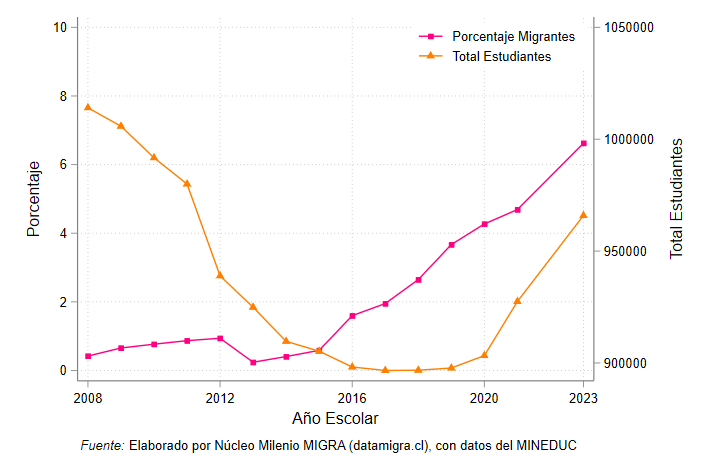 10
8
6
4
2
0
Porcentaje
1050000
1000000
950000
900000
Total Estudiantes
Porcentaje Migrantes
Total Estudiantes
2008
2012
2016
2020
2023
Año Escolar
Fuente: Elaborado por Núcleo Milenio MIGRA (datamigra.cl), con datos del MINEDUC